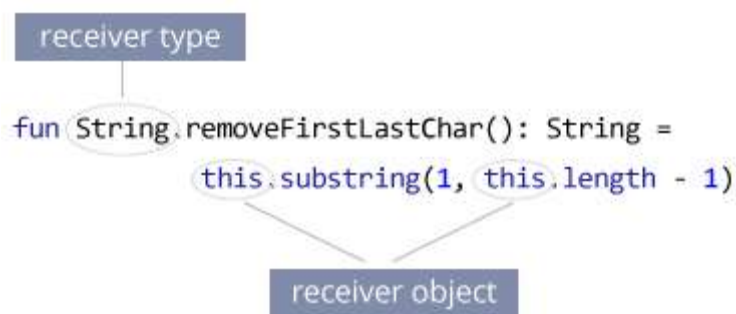 receiver type
fun String.removeFirstLastChar(): String =
this.substring(1, this.length - 1)
receiver object